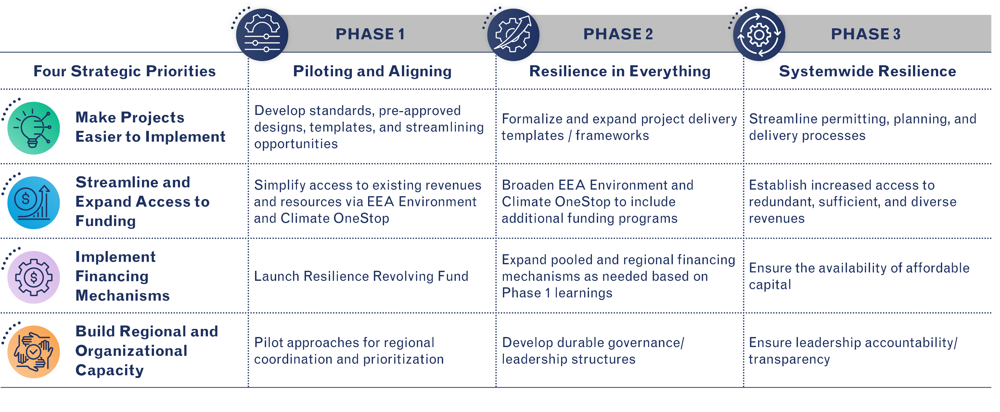 PHASE 1
PHASE 2
PHASE 3
Four Strategic Priorities
Piloting and Aligning
Resilience in Everything
Systemwide Resilience
Make Projects
Easier to Implement
Develop standards, pre-approved
designs, templates, and streamlining
opportunities
Formalize and expand project delivery
templates / frameworks
Streamline permitting, planning, and
delivery processes
Streamline and
Expand Access to
Funding
Simplify access to existing revenues
and resources via EEA Environment
and Climate OneStop
Broaden EEA Environment and
Climate OneStop to include
additional funding programs
Establish increased access to
redundant, sufficient, and diverse
revenues
Implement
Financing
Mechanisms
Launch Resilience Revolving Fund
Expand pooled and regional financing
mechanisms as needed based on
Phase 1 learnings
Ensure the availability of affordable
capital
Build Regional and
Organizational
Capacity
Pilot approaches for regional
coordination and prioritization
Develop durable governance/
leadership structures
Ensure leadership accountability/
transparency